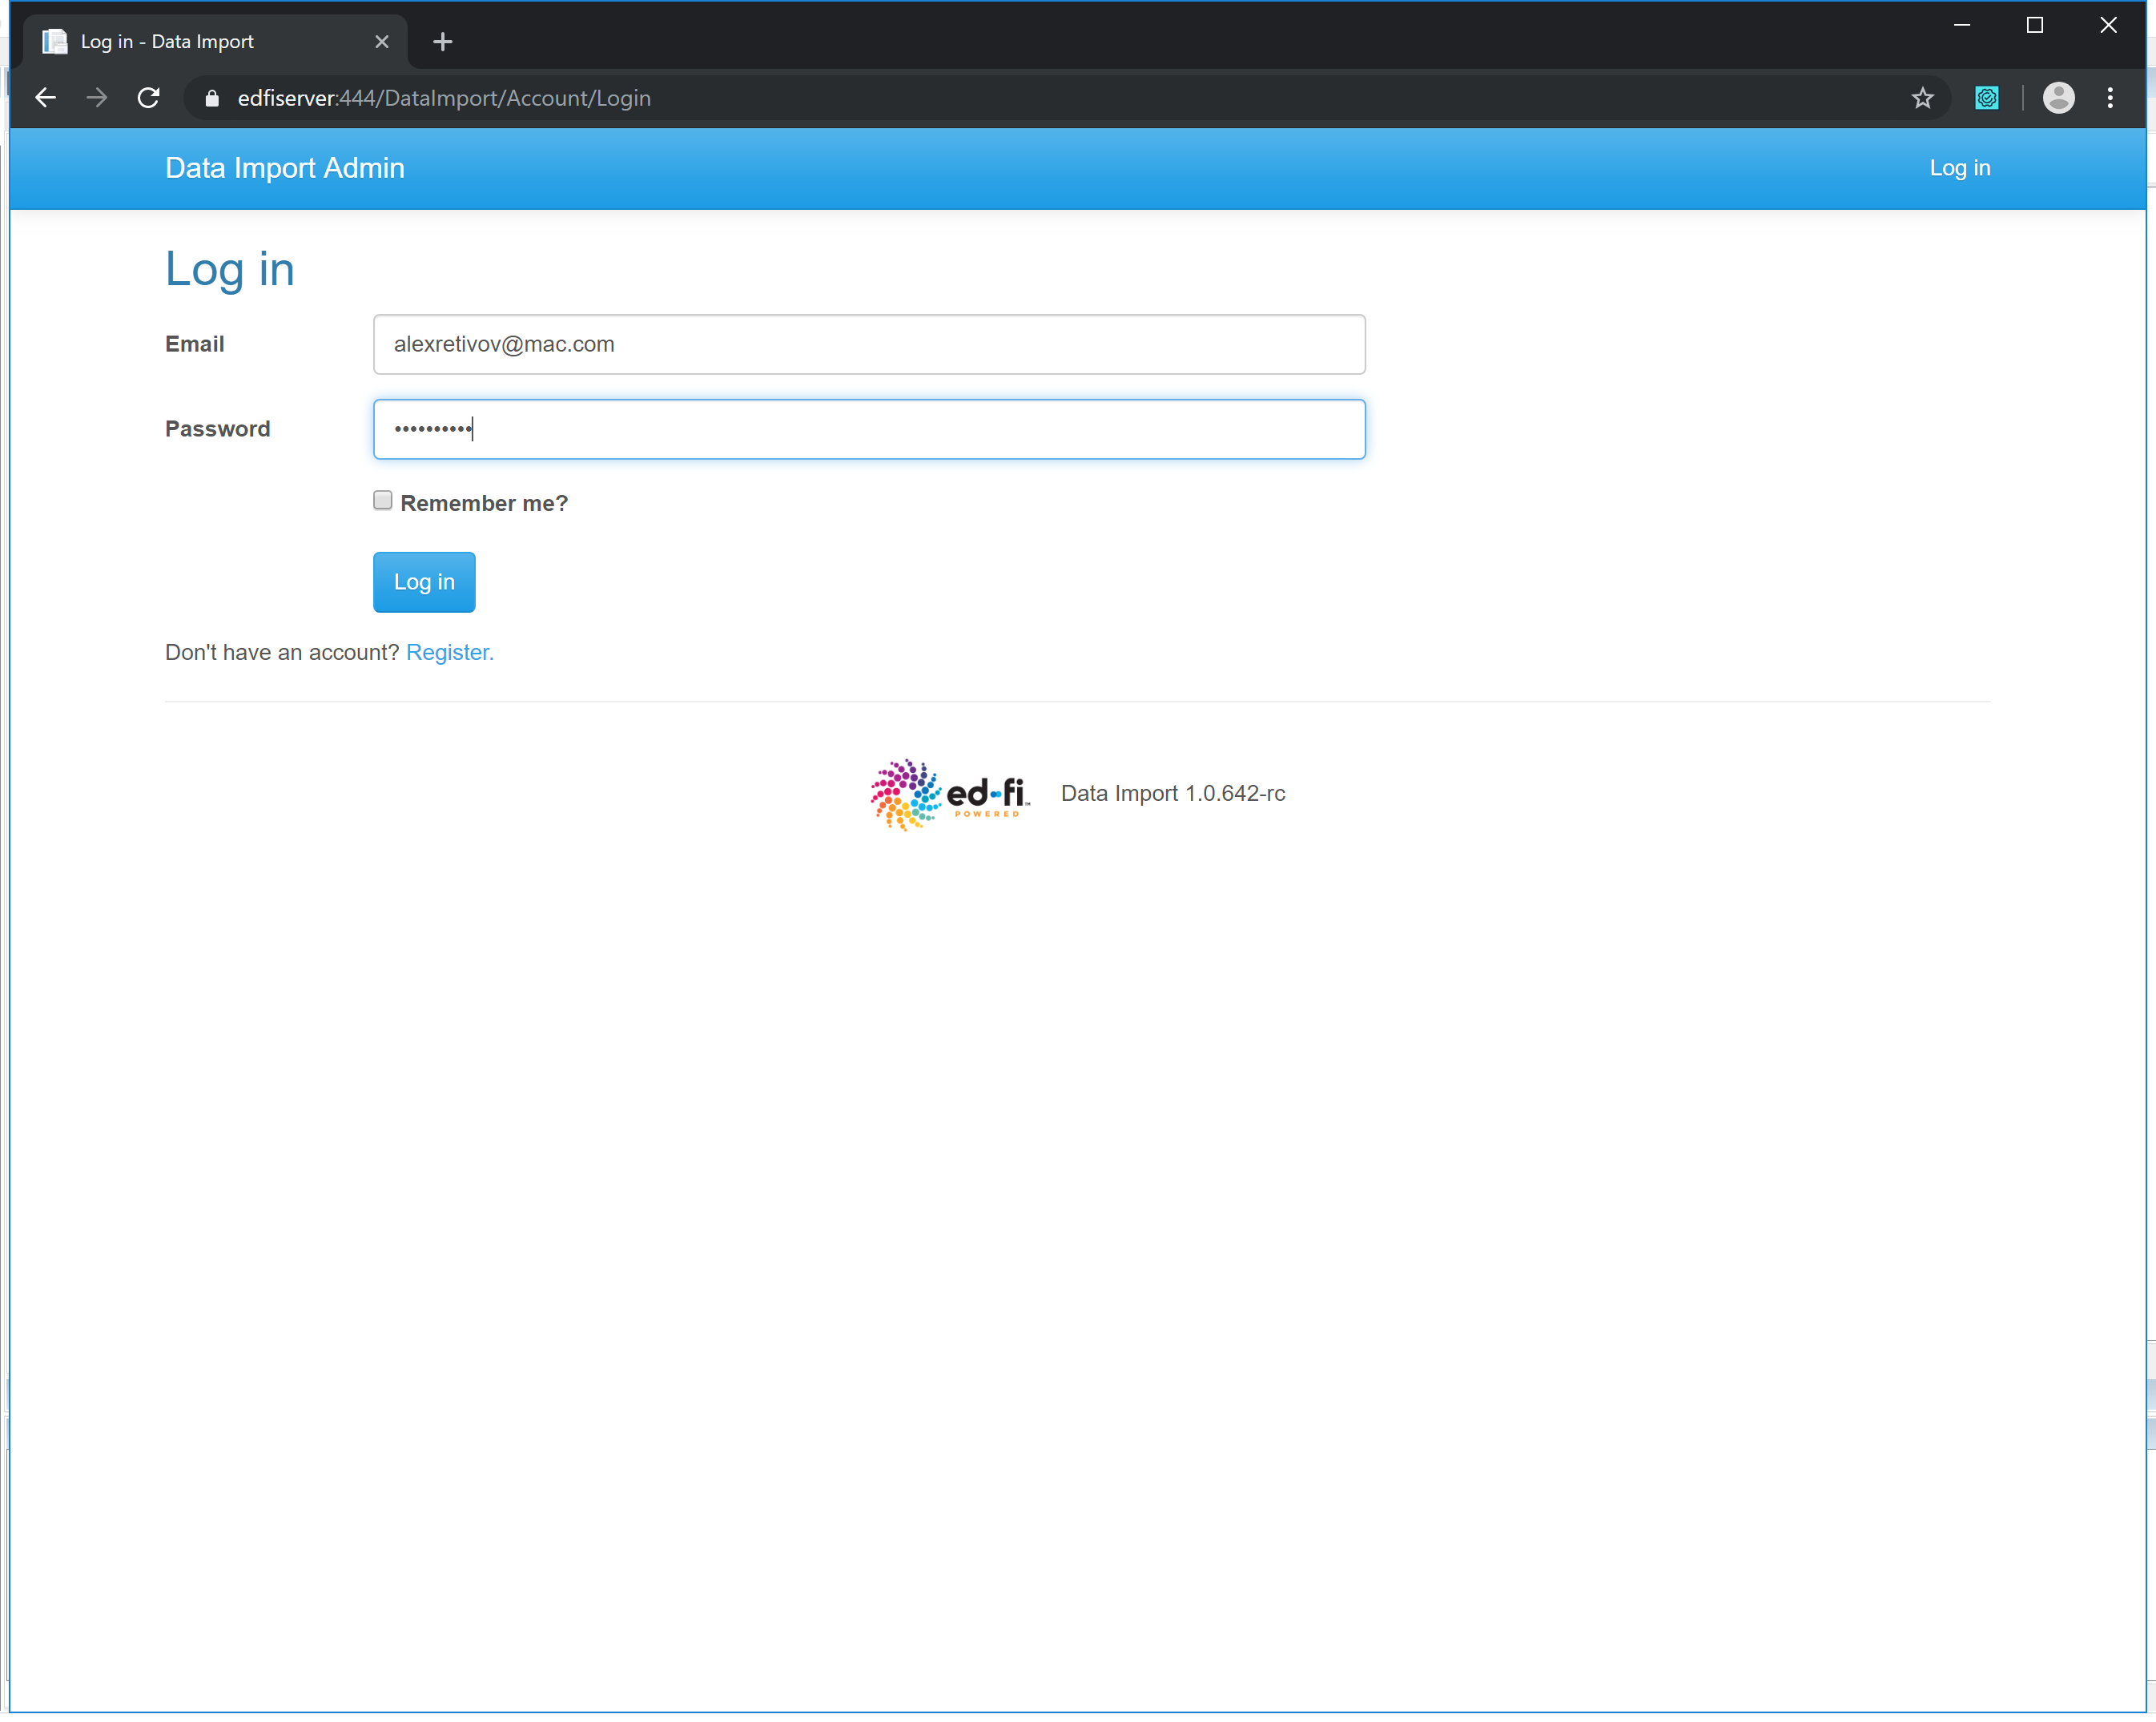 Log in - Data Import
edfiserver:444/DataImport/Account/Login
Data Import Admin
Log in
Log in
Email
alexretivov@mac.com
Password
••••••••••
Remember me?
Log in
Don't have an account? Register.
ed-fi
POWERED
Data Import 1.0.642-rc